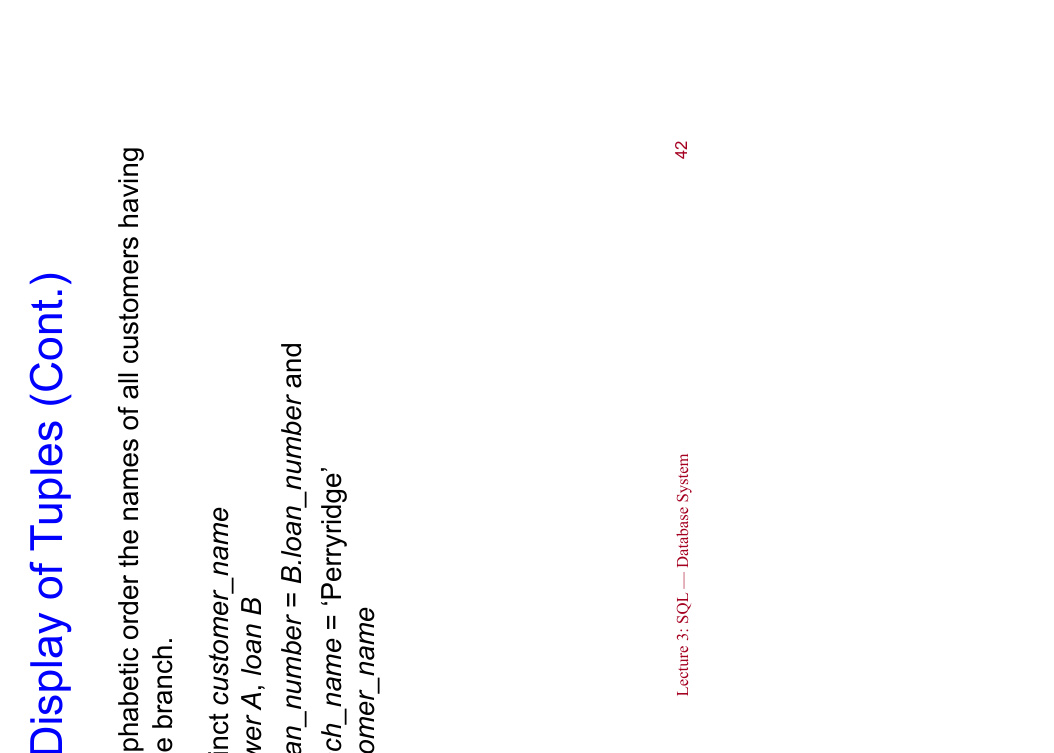 Display of Tuples (Cont.)
phabetic order the names of all customers having
e branch.
inct customer_name
wer A, loan B
an_number = B.loan_number and
ch_name = ‘Perryridge’
omer_name
Lecture 3: SQL — Database System
42